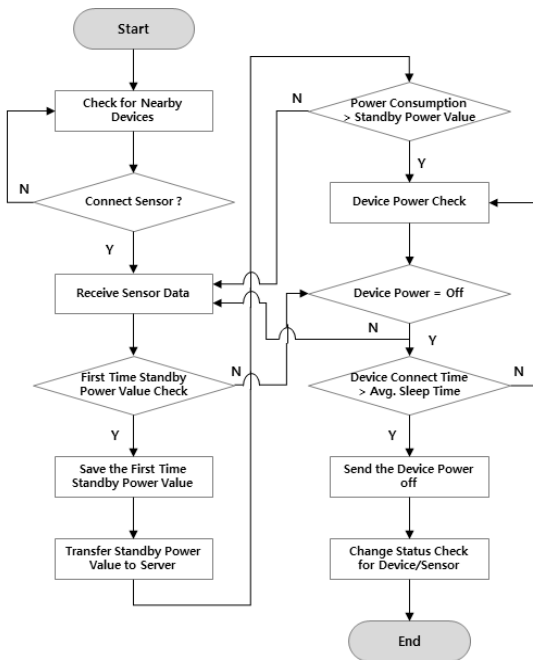 Start
Check for Nearby
Devices
N
Connect Sensor ?
Y
Receive Sensor Data
First Time Standby
Power Value Check
N
Y
Save the First Time
Standby Power Value
Transfer Standby Power
Value to Server
Power Consumption
> Standby Power Value
N
Y
Device Power Check
Device Power = Off
N
Y
Device Connect Time
> Avg. Sleep Time
N
Y
Send the Device Power
off
Change Status Check
for Device/Sensor
End